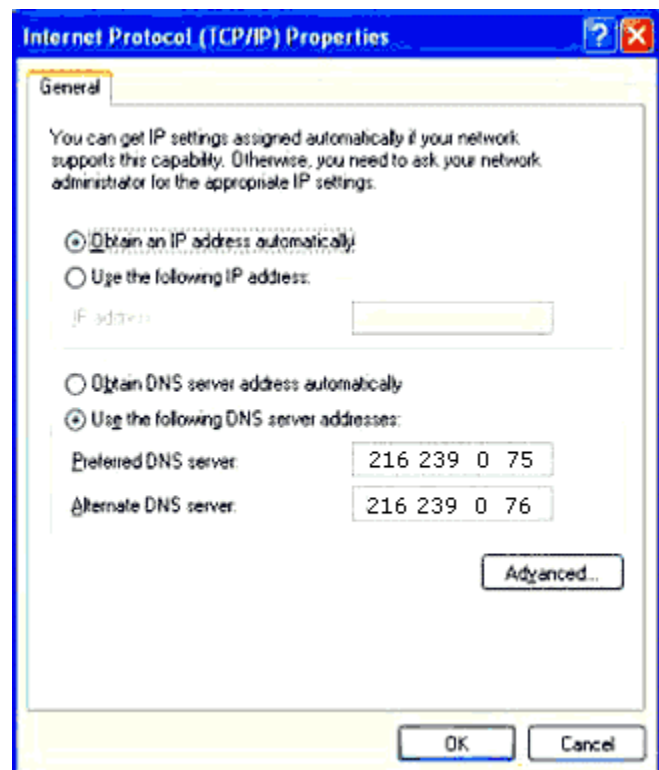 Internet Protocol (TCP/IP) Properties
General
You can get IP settings assigned automatically if your network
supports this capability. Otherwise, you need to ask your network
administrator for the appropriate IP settings.
Obtain an IP address automatically
Use the following IP address:
IP address:
Obtain DNS server address automatically
Use the following DNS server addresses:
Preferred DNS server: 216 239 0 75
Alternate DNS server: 216 239 0 76
Advanced...
OK Cancel